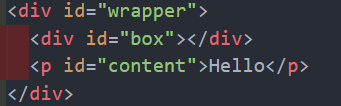 <div id="wrapper">
  <div id="box"></div>
  <p id="content">Hello</p>
</div>